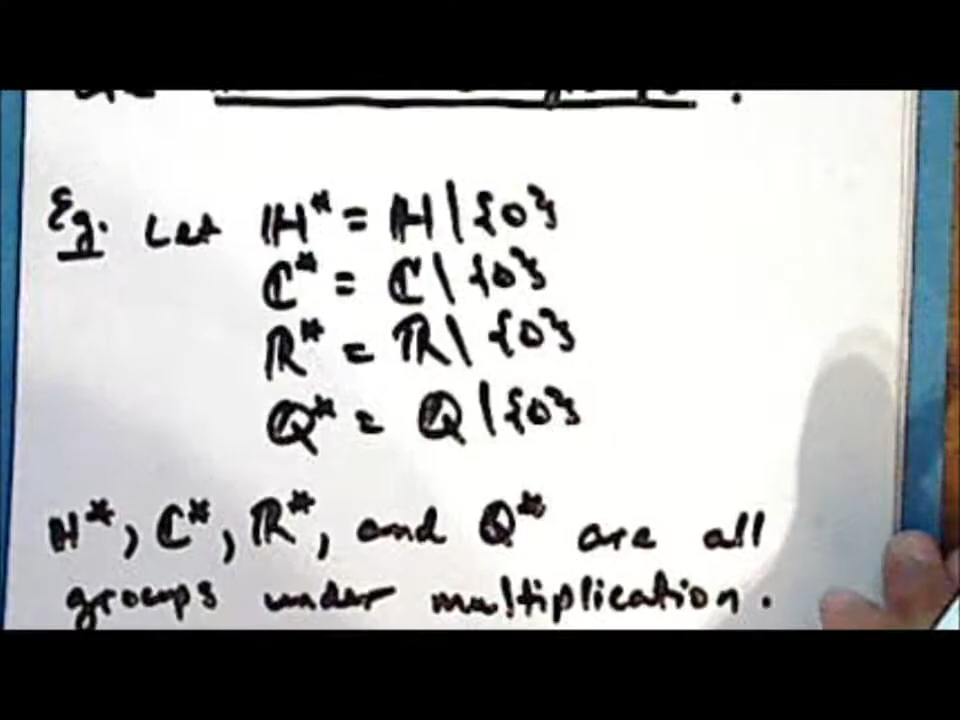 Eg. Let ℍ* = ℍ \ {0}
ℂ* = ℂ \ {0}
ℝ* = ℝ \ {0}
ℚ* = ℚ \ {0}
ℍ*, ℂ*, ℝ*, and ℚ* are all
groups under multiplication.